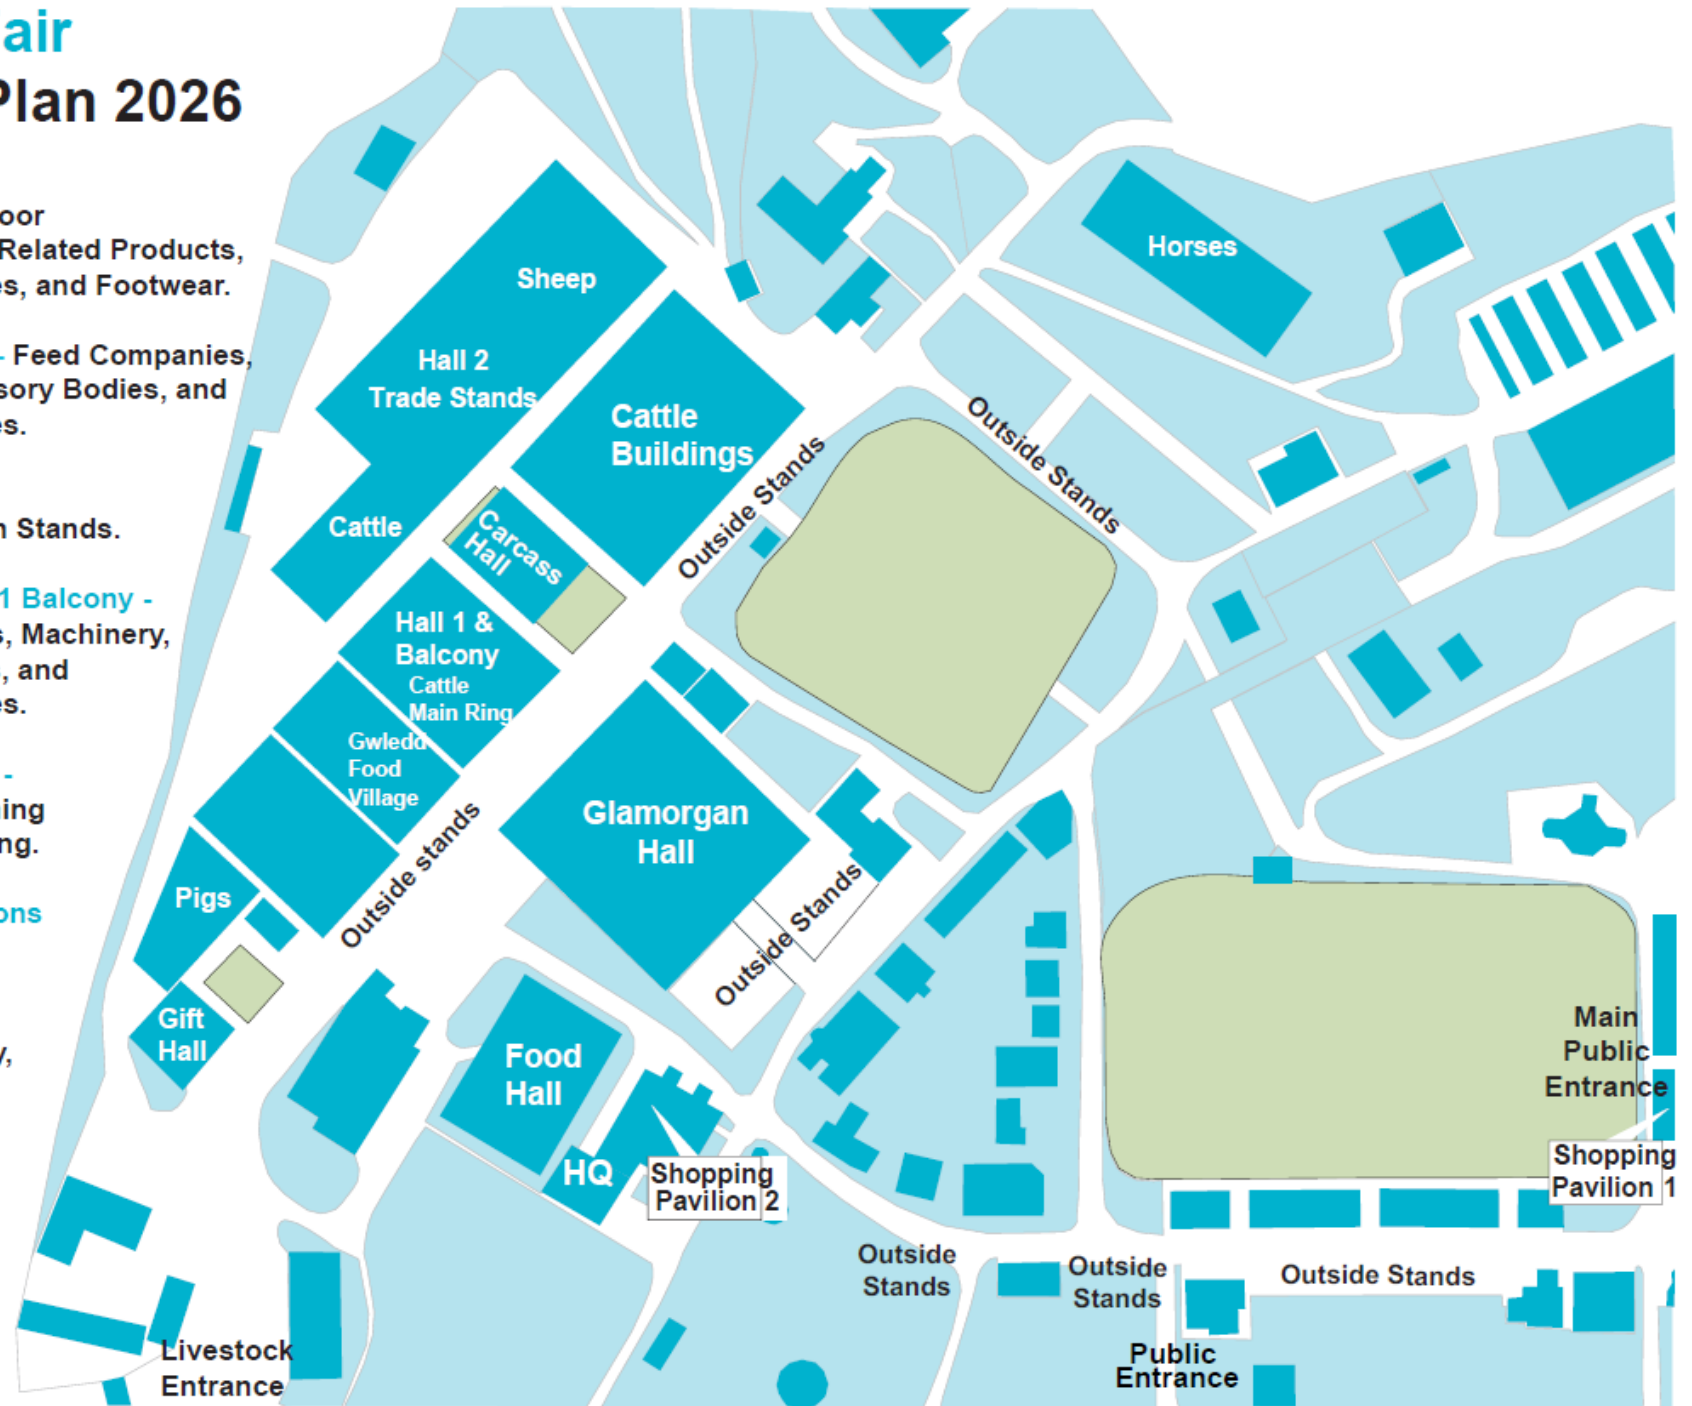 air
Plan 2026
oor
Related Products,
es, and Footwear.
- Feed Companies,
sory Bodies, and
es.
n Stands.
1 Balcony -
s, Machinery,
, and
es.
-
ning
ng.
ons
y,
Sheep
Hall 2
Trade Stands
Cattle
Cattle
Buildings
Carcass
Hall
Hall 1 &
Balcony
Cattle
Main Ring
Gwledd
Food
Village
Pigs
Gift
Hall
Outside stands
Outside Stands
Outside Stands
Horses
Glamorgan
Hall
Outside Stands
Food
Hall
HQ
Shopping
Pavilion 2
Main
Public
Entrance
Shopping
Pavilion 1
Outside
Stands
Outside
Stands
Outside Stands
Public
Entrance
Livestock
Entrance